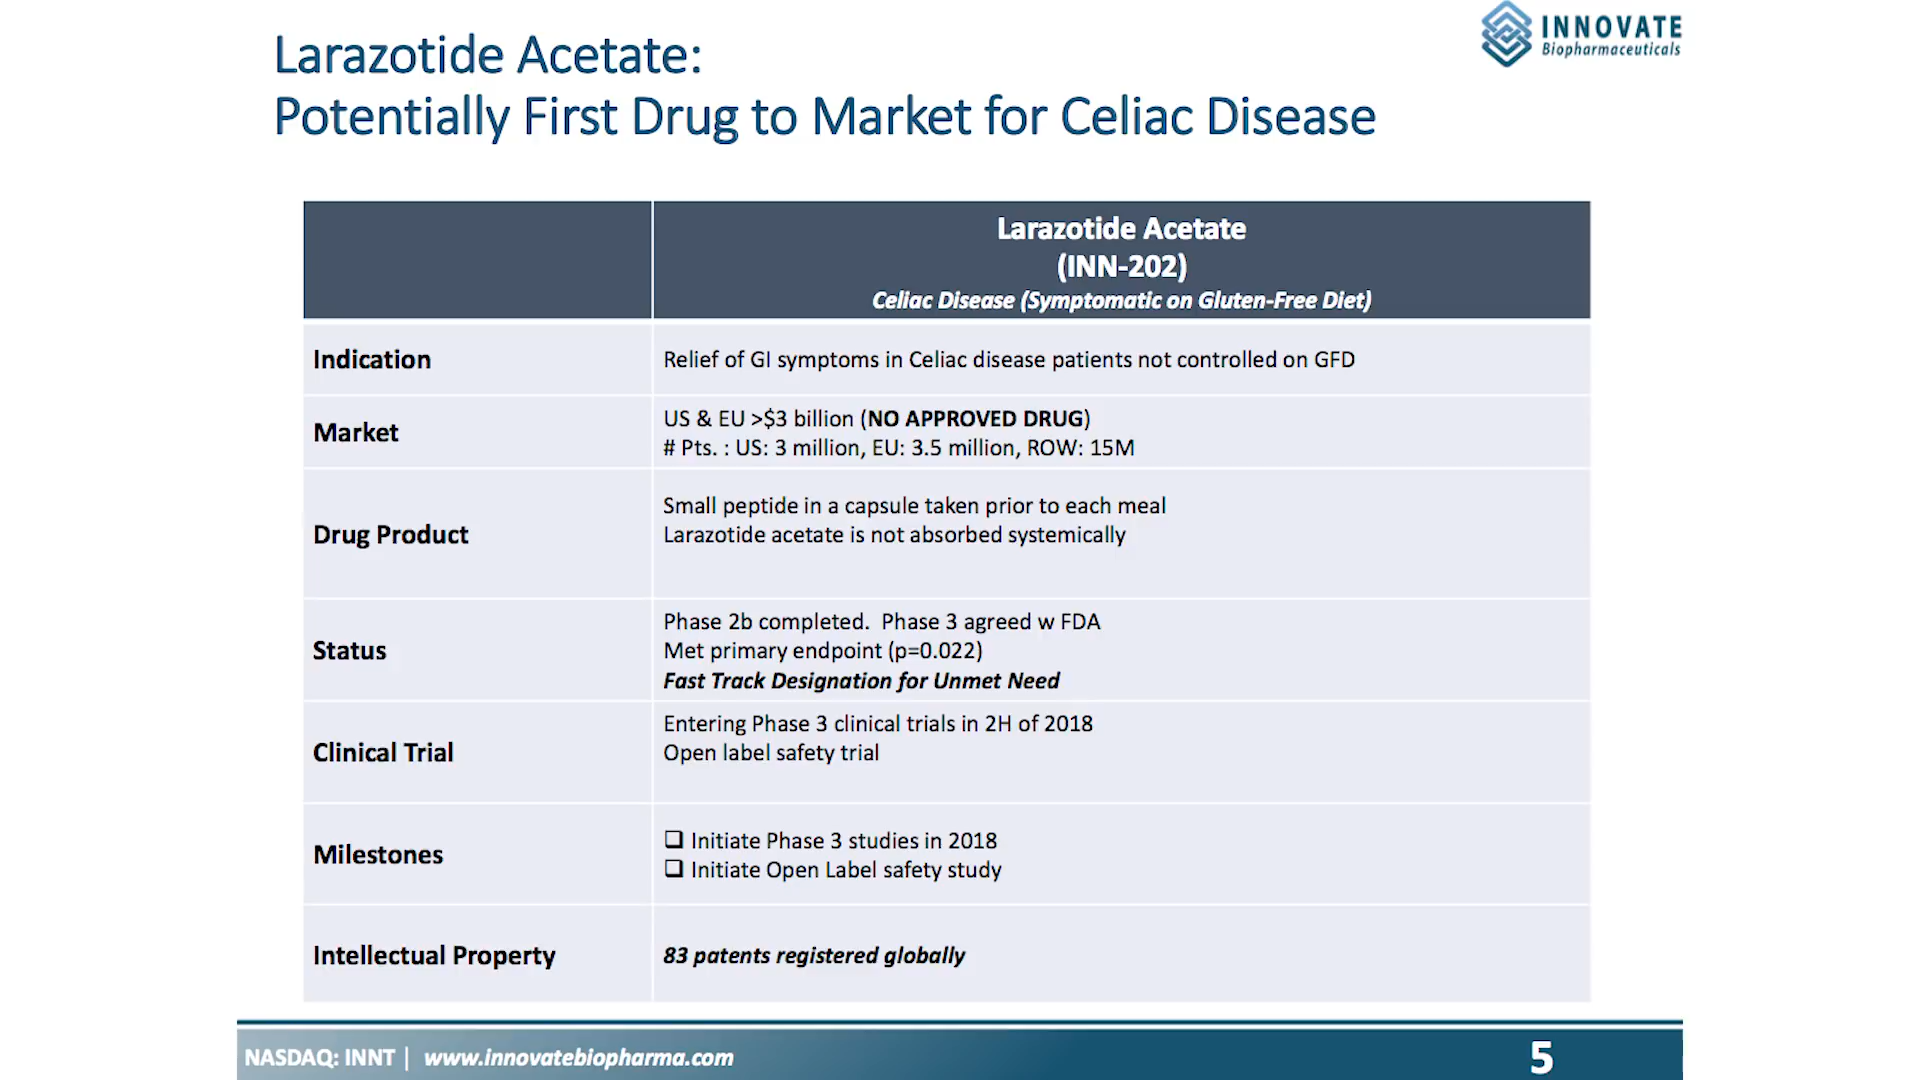 INNOVATE
Biopharmaceuticals
Larazotide Acetate:
Potentially First Drug to Market for Celiac Disease
Larazotide Acetate
(INN-202)
Celiac Disease (Symptomatic on Gluten-Free Diet)
Indication
Relief of GI symptoms in Celiac disease patients not controlled on GFD
Market
US & EU >$3 billion (NO APPROVED DRUG)
# Pts. : US: 3 million, EU: 3.5 million, ROW: 15M
Drug Product
Small peptide in a capsule taken prior to each meal
Larazotide acetate is not absorbed systemically
Status
Phase 2b completed.  Phase 3 agreed w FDA
Met primary endpoint (p=0.022)
Fast Track Designation for Unmet Need
Clinical Trial
Entering Phase 3 clinical trials in 2H of 2018
Open label safety trial
Milestones
❑ Initiate Phase 3 studies in 2018
❑ Initiate Open Label safety study
Intellectual Property
83 patents registered globally
NASDAQ: INNT | www.innovatebiopharma.com
5